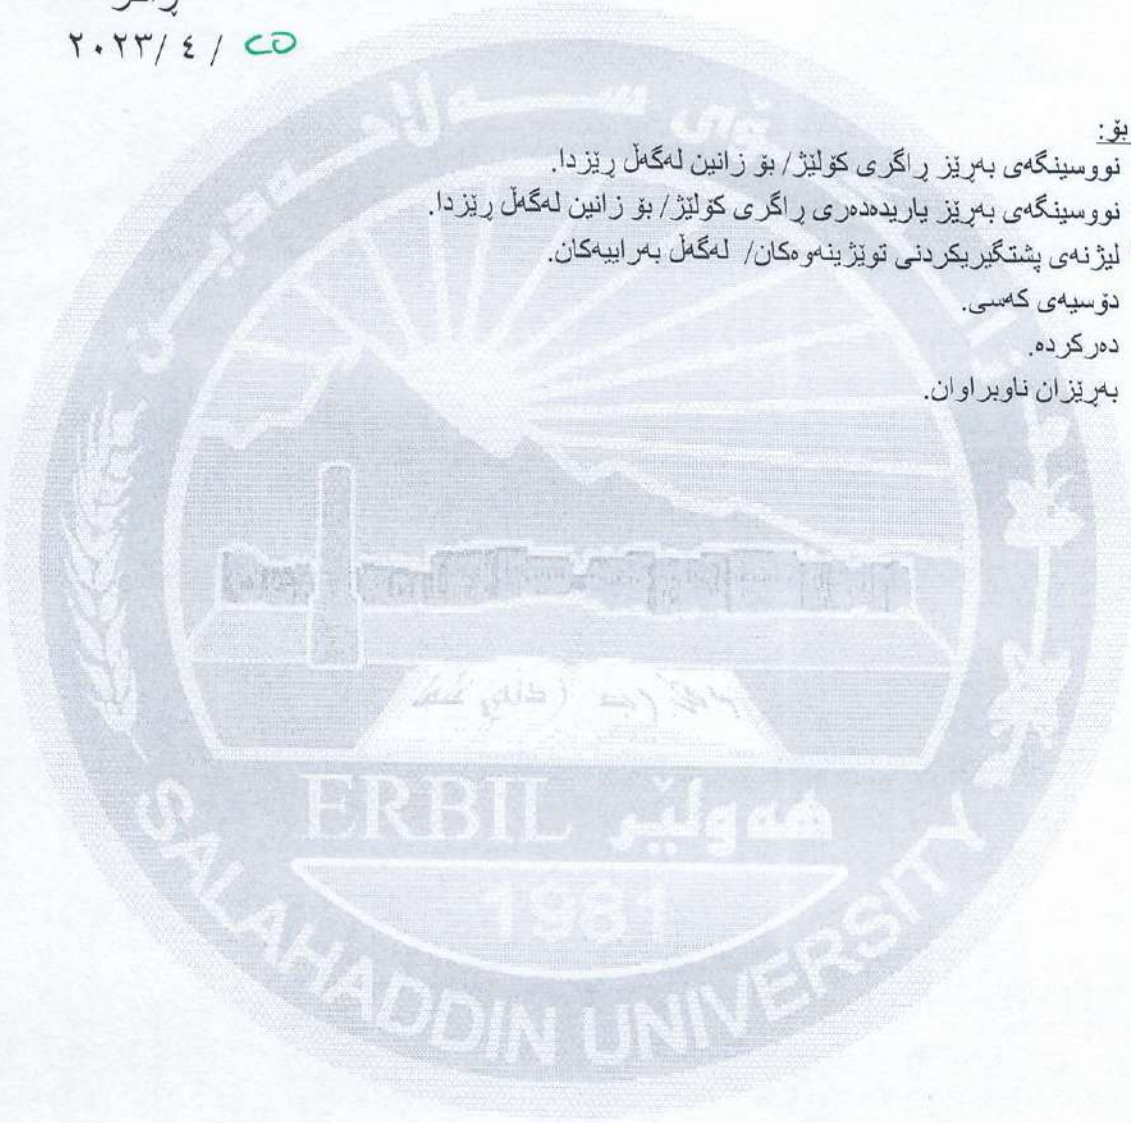 ٢٠٢٣/ ٤ /
بۆ:
نووسینگەی بەڕێز ڕاگری کۆلێژ/ بۆ زانین لەگەڵ ڕێزدا.
نووسینگەی بەڕێز یاریدەدەری ڕاگری کۆلێژ/ بۆ زانین لەگەڵ ڕێزدا.
لیژنەی پشتگیریکردنی توێژینەوەکان/ لەگەڵ بەراییەکان.
دۆسیەی کەسی.
دەرکردە.
بەڕێزان ناوبراوان.
ERBIL هەولێر
1981
SALAHADDIN UNIVERSITY